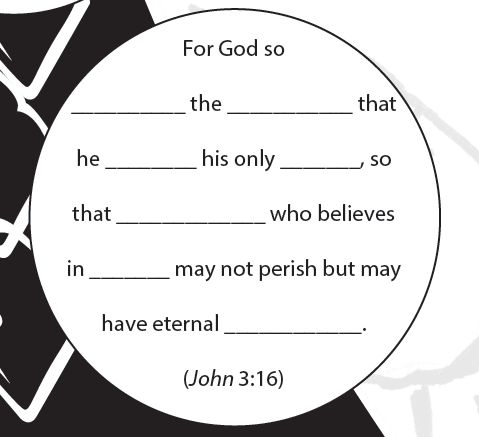 For God so
__________ the ___________ that
he ________ his only _______, so
that _____________ who believes
in _______ may not perish but may
have eternal ____________.
(John 3:16)